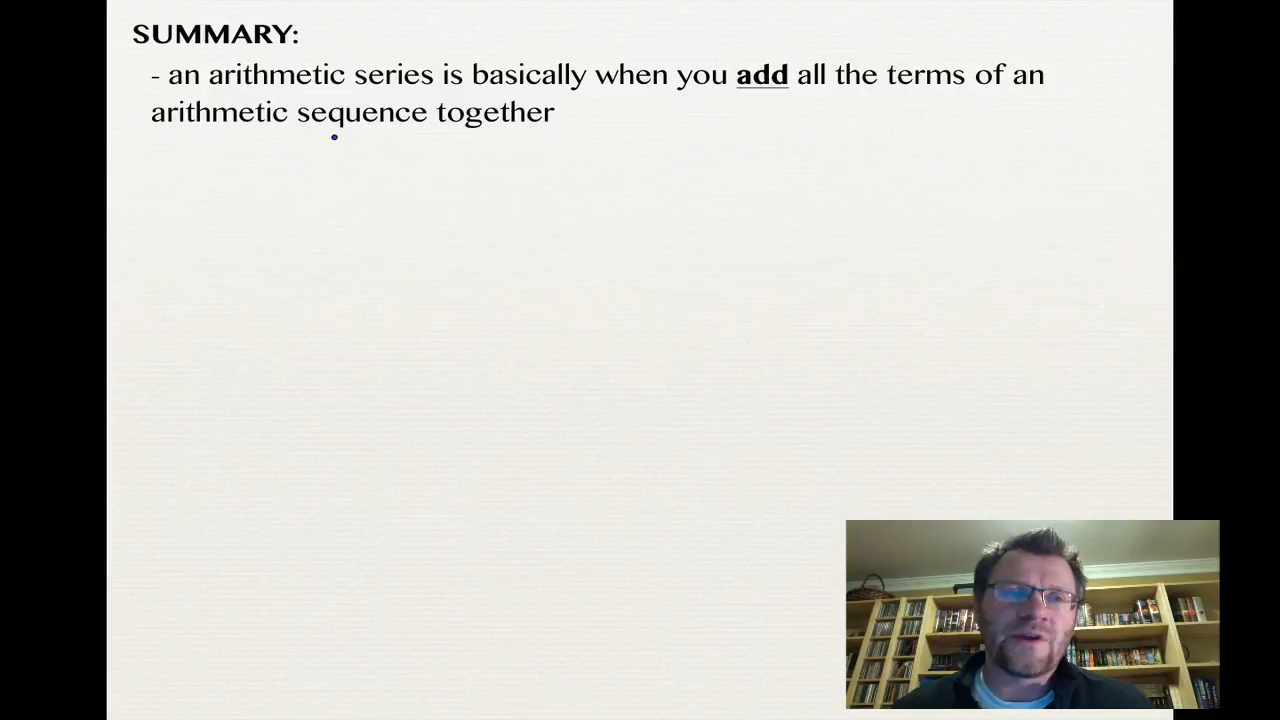 SUMMARY:
- an arithmetic series is basically when you add all the terms of an
arithmetic sequence together